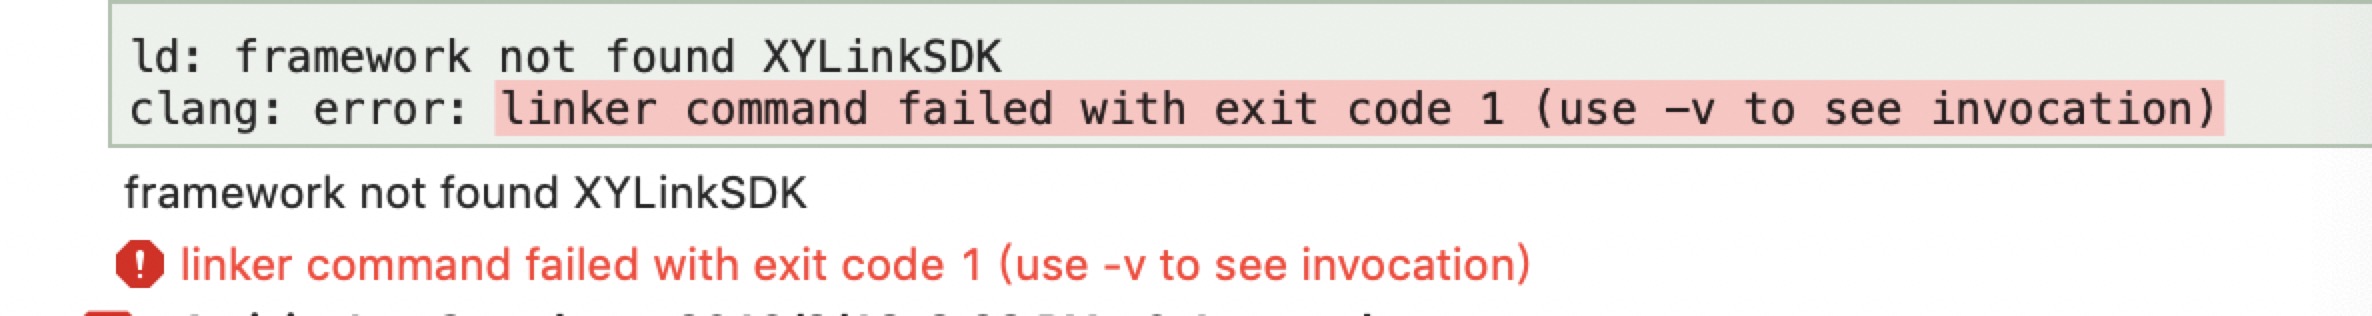 ld: framework not found XYLinkSDK
clang: error: linker command failed with exit code 1 (use -v to see invocation)
framework not found XYLinkSDK
linker command failed with exit code 1 (use -v to see invocation)